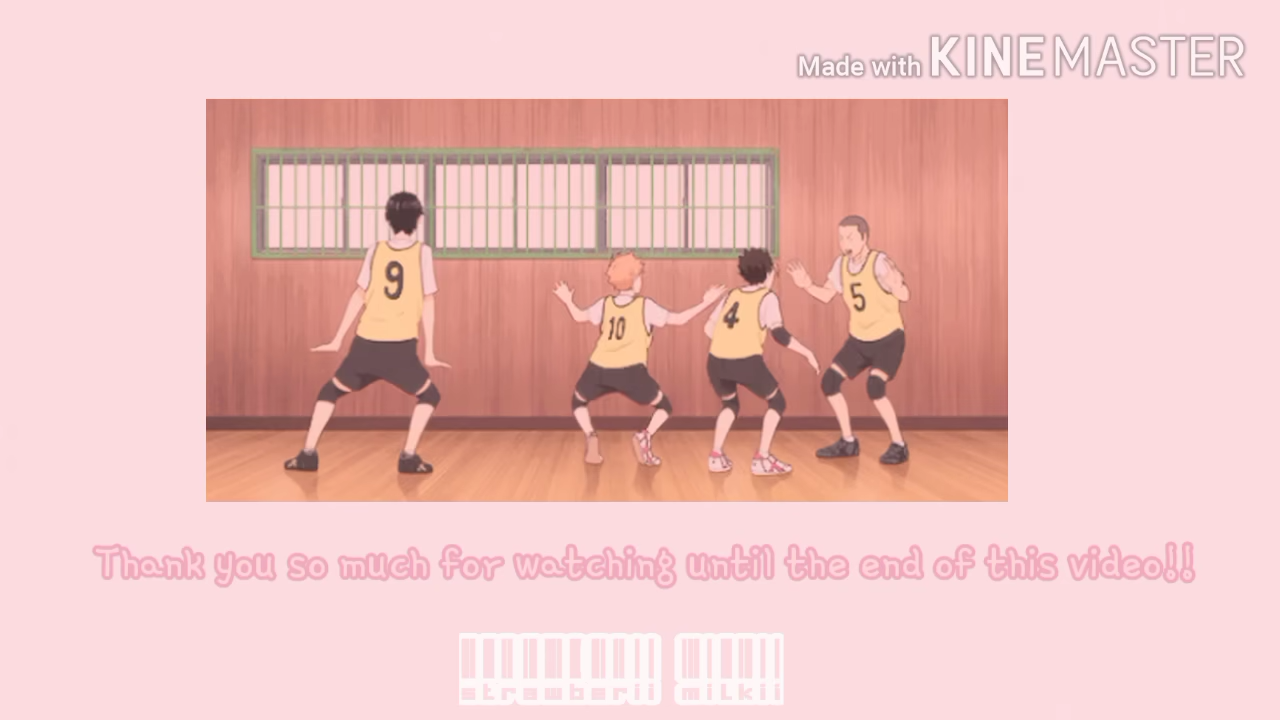 Made with KINEMASTER
9
10
4
5
Thank you so much for watching until the end of this video!!
strawberii milkii